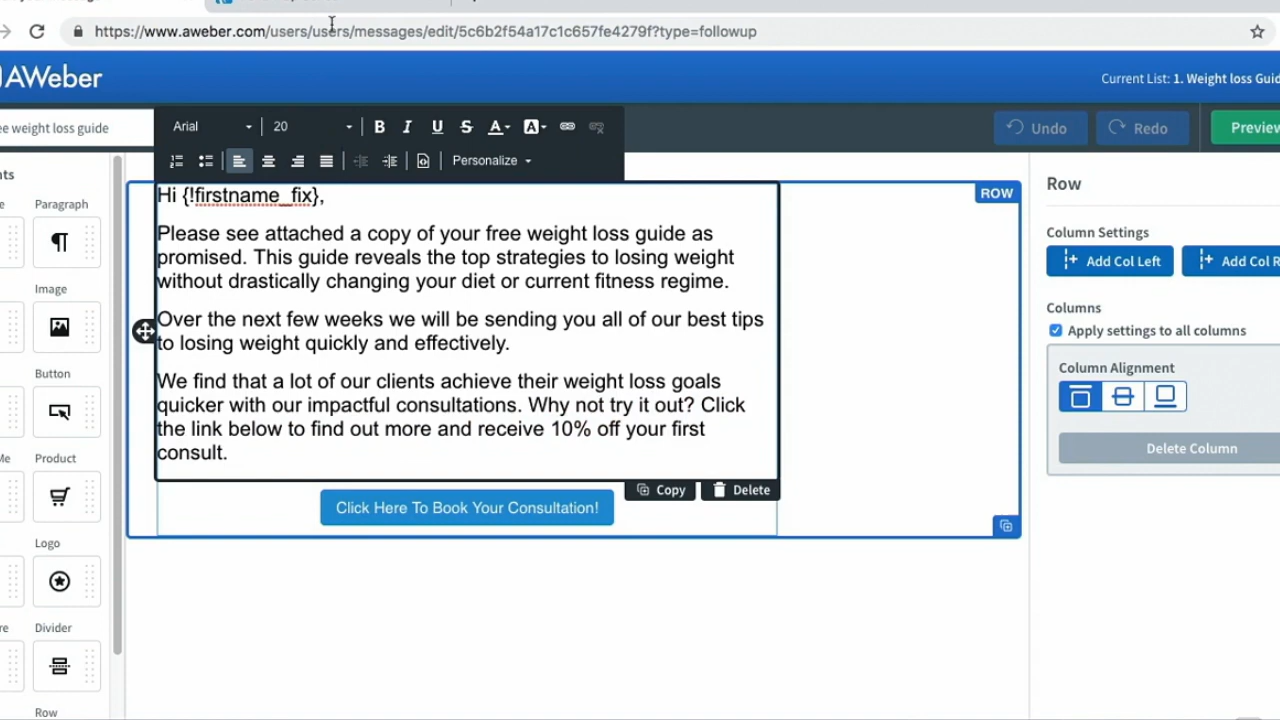 https://www.aweber.com/users/users/messages/edit/5c6b2f54a17c1c657fe4279f?type=followup
AWeber
Current List: 1. Weight loss Guid
ee weight loss guide
Arial
20
B
I
U
S
A
A
Undo
Redo
Preview
Personalize
Hi {!firstname_fix},
Please see attached a copy of your free weight loss guide as
promised. This guide reveals the top strategies to losing weight
without drastically changing your diet or current fitness regime.
Over the next few weeks we will be sending you all of our best tips
to losing weight quickly and effectively.
We find that a lot of our clients achieve their weight loss goals
quicker with our impactful consultations. Why not try it out? Click
the link below to find out more and receive 10% off your first
consult.
Copy
Delete
Click Here To Book Your Consultation!
ROW
nts
Paragraph
Image
Button
Me
Product
Logo
re
Divider
Row
Row
Column Settings
Add Col Left
Add Col R
Columns
Apply settings to all columns
Column Alignment
Delete Column